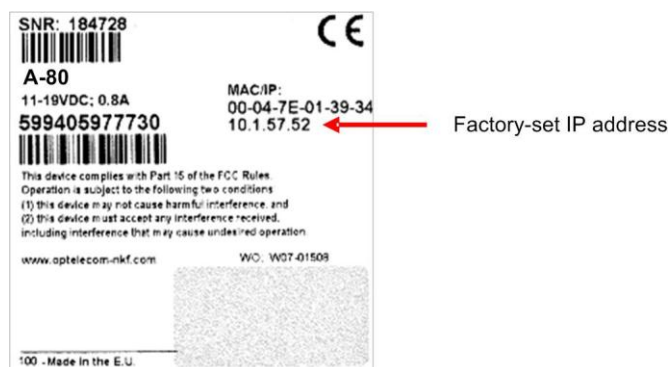 SNR: 184728
CE
A-80
11-19VDC; 0.8A
599405977730
MAC/IP:
00-04-7E-01-39-34
10.1.57.52
Factory-set IP address
This device complies with Part 15 of the FCC Rules.
Operation is subject to the following two conditions
(1) this device may not cause harmful interference, and
(2) this device must accept any interference received,
including interference that may cause undesired operation
www.optelecom-nkf.com
WO: W07-01508
100 - Made in the E.U.